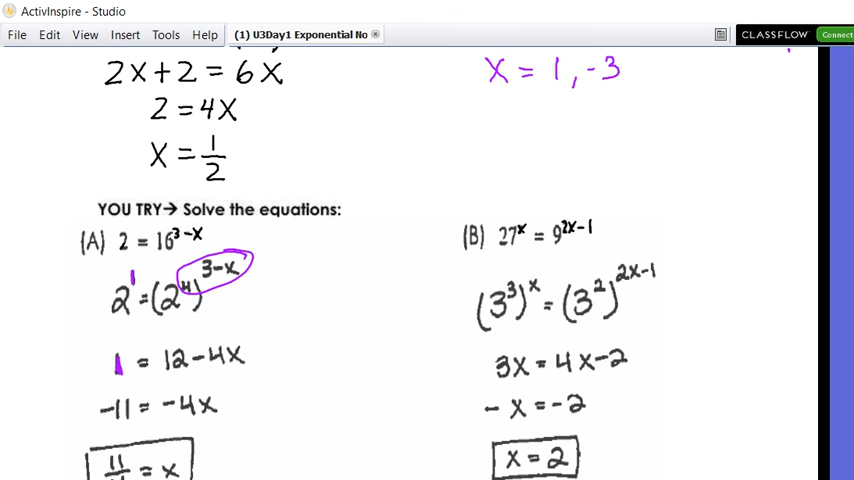 ActivInspire - Studio
File Edit View Insert Tools Help (1) U3Day1 Exponential No CLASSFLOW Connect
2x+2 = 6x
x = 1, -3
2 = 4x
x = 1/2
YOU TRY→ Solve the equations:
(A) 2 = 16^(3-x)
(B) 27^x = 9^(2x-1)
2^1 = (2^4)^(3-x)
(3^3)^x = (3^2)^(2x-1)
1 = 12-4x
3x = 4x-2
-11 = -4x
-x = -2
= x
x = 2